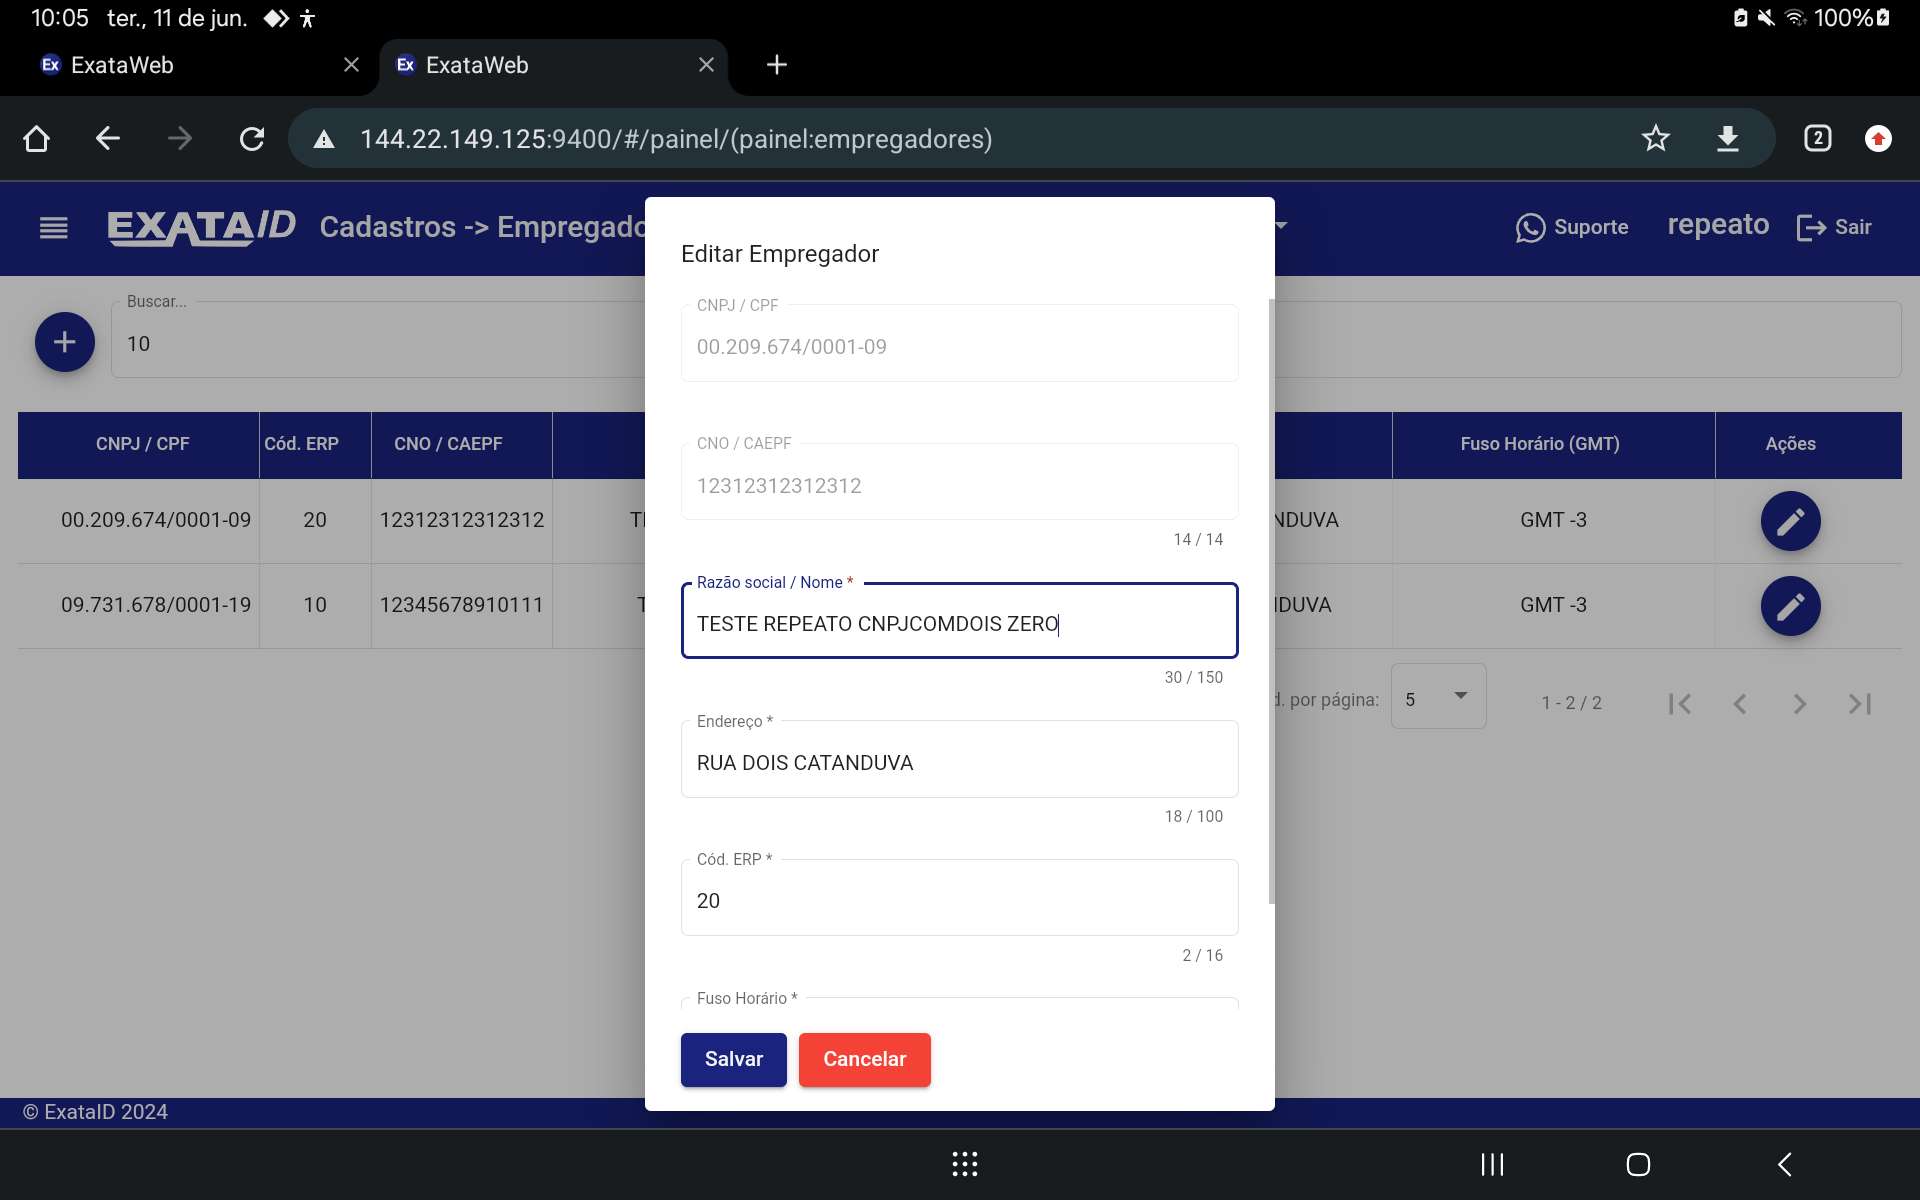 10:05 ter., 11 de jun. 100%
Ex ExataWeb Ex ExataWeb
144.22.149.125:9400/#/painel/(painel:empregadores) 2
EXATAID Cadastros -> Empregado Suporte repeato Sair
Editar Empregador
Buscar...
10
CNPJ / CPF
00.209.674/0001-09
CNPJ / CPF Cód. ERP CNO / CAEPF Fuso Horário (GMT) Ações
CNO / CAEPF
12312312312312
14 / 14
00.209.674/0001-09 20 12312312312312 NDUVA GMT -3
09.731.678/0001-19 10 12345678910111 T DUVA GMT -3
Razão social / Nome *
TESTE REPEATO CNPJCOMDOIS ZERO
30 / 150
d. por página: 5 1 - 2 / 2
Endereço *
RUA DOIS CATANDUVA
18 / 100
Cód. ERP *
20
2 / 16
Fuso Horário *
Salvar Cancelar
© ExataID 2024